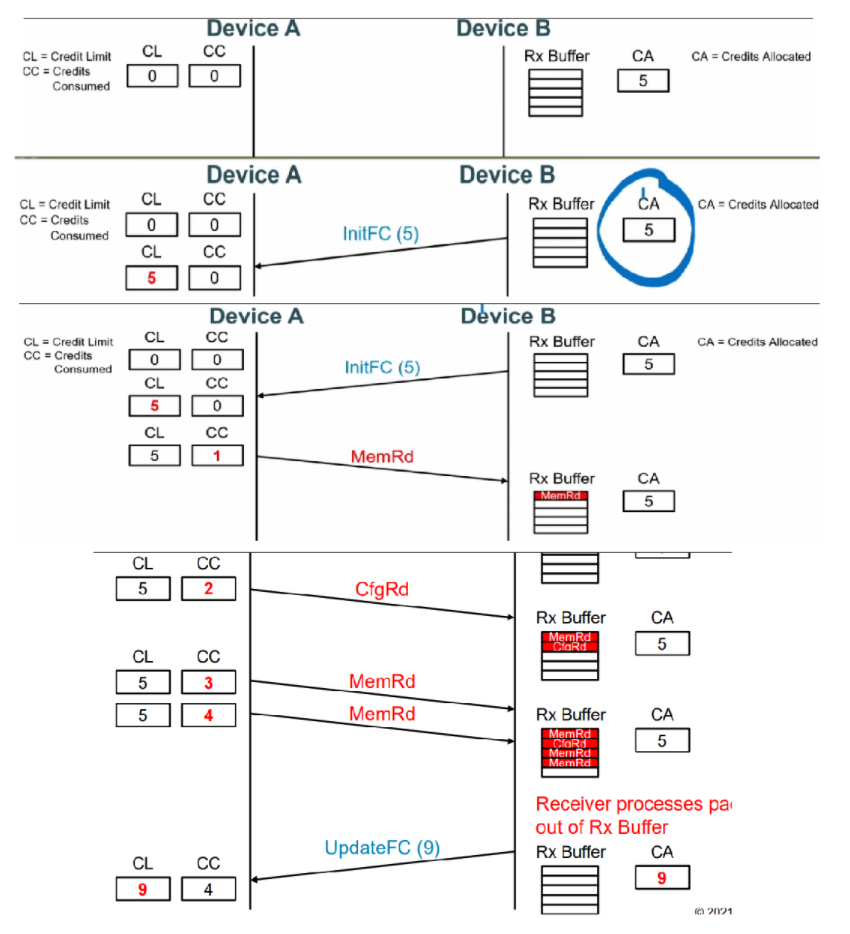 Device A Device B
CL = Credit Limit CL CC Rx Buffer CA CA = Credits Allocated
CC = Credits 0 0 5
Consumed
Device A Device B
CL = Credit Limit CL CC Rx Buffer CA CA = Credits Allocated
CC = Credits 0 0 InitFC (5) 5
Consumed
CL CC
5 0
Device A Device B
CL = Credit Limit CL CC Rx Buffer CA CA = Credits Allocated
CC = Credits 0 0 InitFC (5) 5
Consumed
CL CC
5 0
CL CC
5 1 MemRd
Rx Buffer CA
MemRd 5
CL CC
5 2 CfgRd
Rx Buffer CA
MemRd 5
CfgRd
CL CC
5 3 MemRd
5 4 MemRd Rx Buffer CA
MemRd 5
CfgRd
MemRd
MemRd
Receiver processes
out of Rx Buffer
UpdateFC (9) Rx Buffer CA
CL CC 9
9 4
© 2021